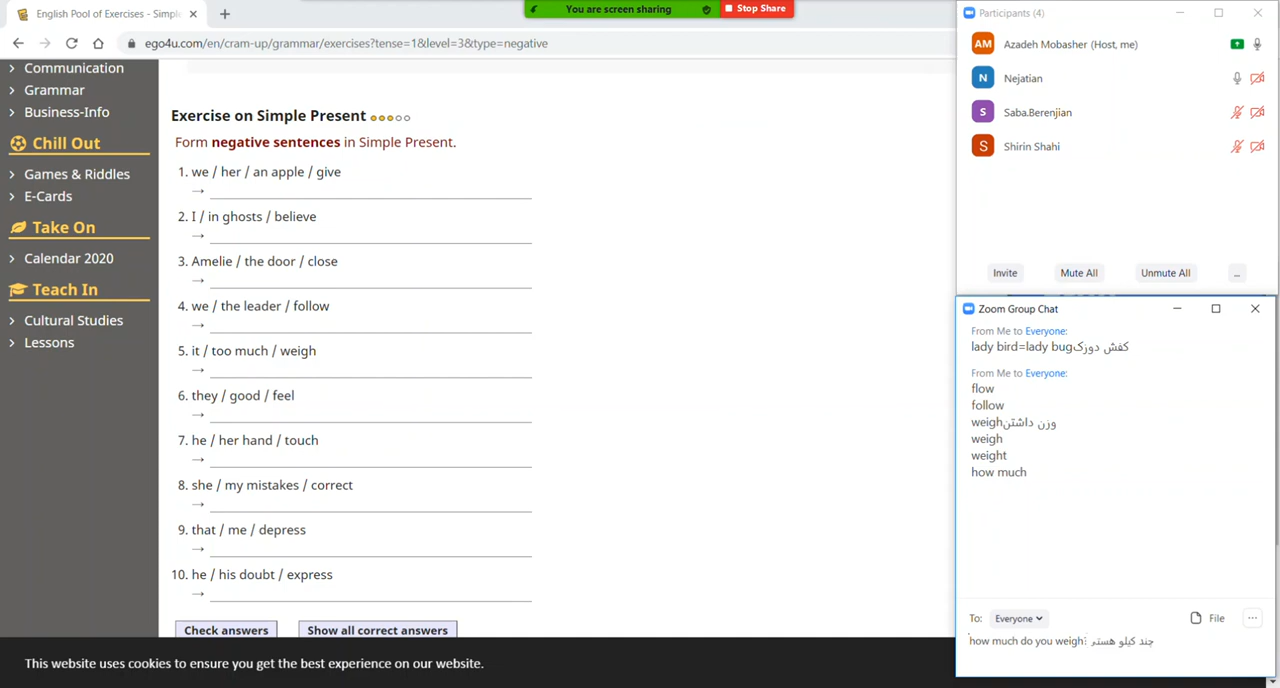 English Pool of Exercises - Simple
You are screen sharing
Stop Share
ego4u.com/en/cram-up/grammar/exercises?tense=1&level=3&type=negative
Communication
Grammar
Business-Info
Chill Out
Games & Riddles
E-Cards
Take On
Calendar 2020
Teach In
Cultural Studies
Lessons
Exercise on Simple Present
Form negative sentences in Simple Present.
1. we / her / an apple / give
→
2. I / in ghosts / believe
→
3. Amelie / the door / close
→
4. we / the leader / follow
→
5. it / too much / weigh
→
6. they / good / feel
→
7. he / her hand / touch
→
8. she / my mistakes / correct
→
9. that / me / depress
→
10. he / his doubt / express
→
Check answers
Show all correct answers
This website uses cookies to ensure you get the best experience on our website.
Participants (4)
AM Azadeh Mobasher (Host, me)
N Nejatian
S Saba.Berenjian
S Shirin Shahi
Invite
Mute All
Unmute All
...
Zoom Group Chat
From Me to Everyone:
lady bird=lady bugکفش دوزک
From Me to Everyone:
flow
follow
weighوزن داشتن
weigh
weight
how much
To: Everyone
File
...
how much do you weigh? چند کیلو هستی